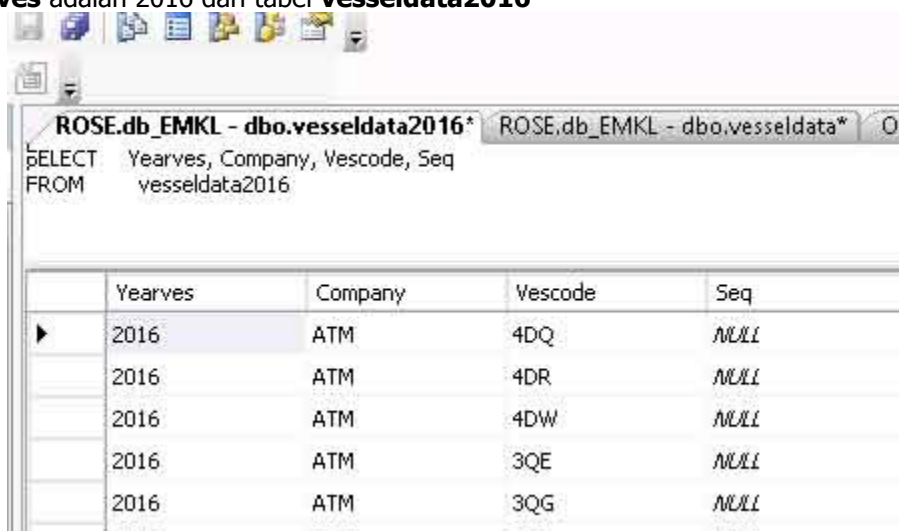 ves adalah 2016 dari tabel vesseldata2016
ROSE.db_EMKL - dbo.vesseldata2016* ROSE.db_EMKL - dbo.vesseldata* O
SELECT Yearves, Company, Vescode, Seq
FROM vesseldata2016
Yearves Company Vescode Seq
2016 ATM 4DQ NULL
2016 ATM 4DR NULL
2016 ATM 4DW NULL
2016 ATM 3QE NULL
2016 ATM 3QG NULL